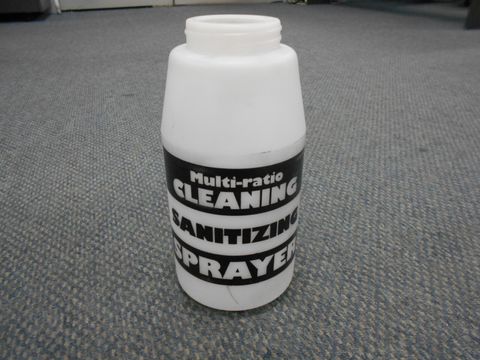 Multi-ratio
CLEANING
SANITIZING
SPRAYER